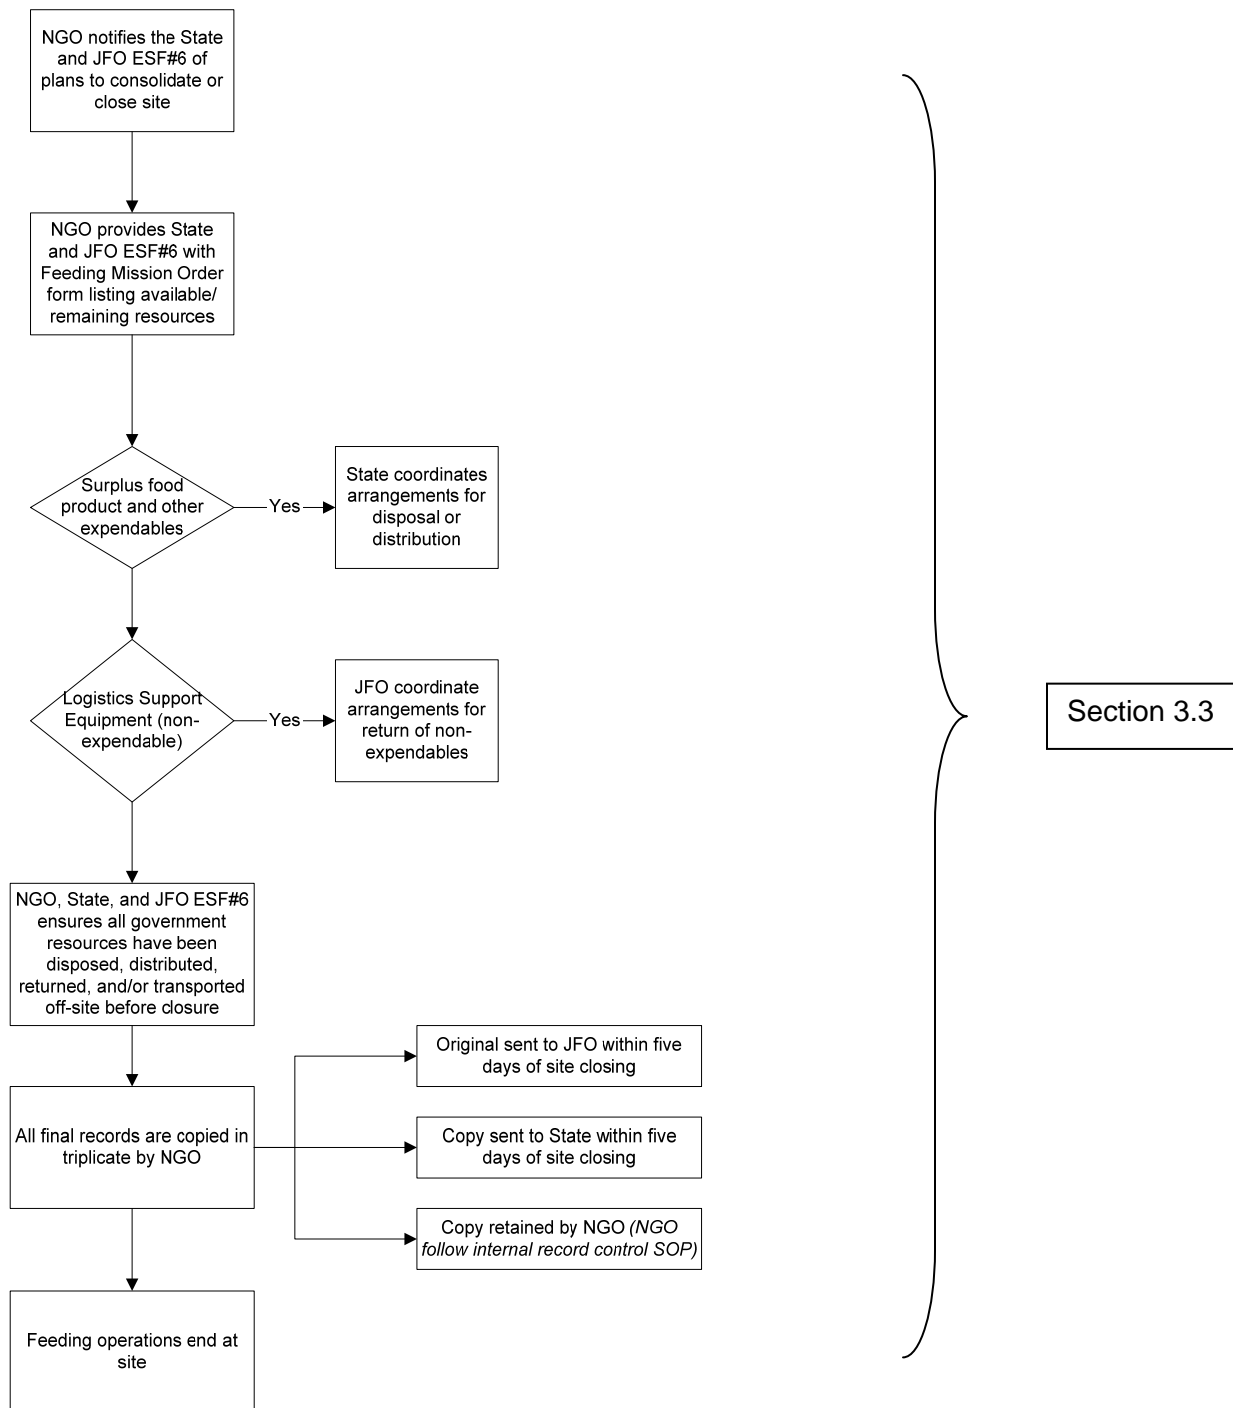 NGO notifies the State
and JFO ESF#6 of
plans to consolidate or
close site
NGO provides State
and JFO ESF#6 with
Feeding Mission Order
form listing available/
remaining resources
Surplus food
product and other
expendables
Yes
State coordinates
arrangements for
disposal or
distribution
Logistics Support
Equipment (non-
expendable)
Yes
JFO coordinate
arrangements for
return of non-
expendables
Section 3.3
NGO, State, and JFO ESF#6
ensures all government
resources have been
disposed, distributed,
returned, and/or transported
off-site before closure
All final records are copied in
triplicate by NGO
Original sent to JFO within five
days of site closing
Copy sent to State within five
days of site closing
Copy retained by NGO (NGO
follow internal record control SOP)
Feeding operations end at
site